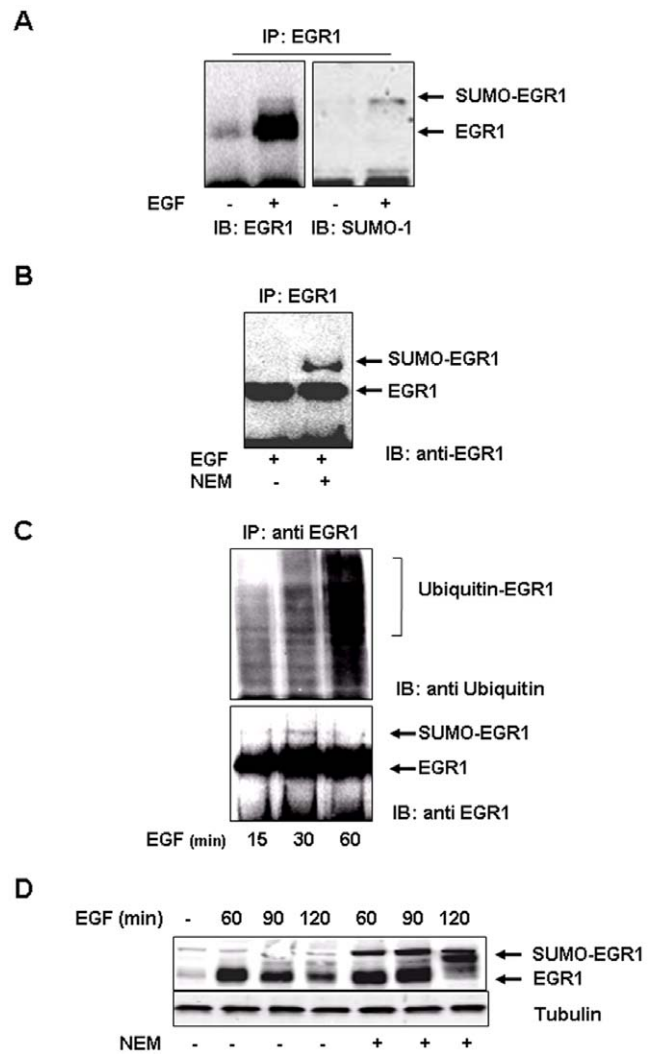 A
IP: EGR1
SUMO-EGR1
EGR1
EGF - + - +
IB: EGR1 IB: SUMO-1
B
IP: EGR1
SUMO-EGR1
EGR1
EGF + +
IB: anti-EGR1
NEM - +
C
IP: anti EGR1
Ubiquitin-EGR1
IB: anti Ubiquitin
SUMO-EGR1
EGR1
IB: anti EGR1
EGF (min) 15 30 60
D
EGF (min) - 60 90 120 60 90 120
SUMO-EGR1
EGR1
Tubulin
NEM - - - - + + +